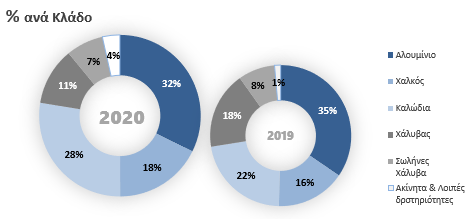 % ανά Κλάδο
4%
7%
11%
32%
28%
18%
2020
1%
8%
18%
35%
22%
16%
2019
Αλουμίνιο
Χαλκός
Καλώδια
Χάλυβας
Σωλήνες
Χάλυβα
Ακίνητα & Λοιπές
δρστηριότητες